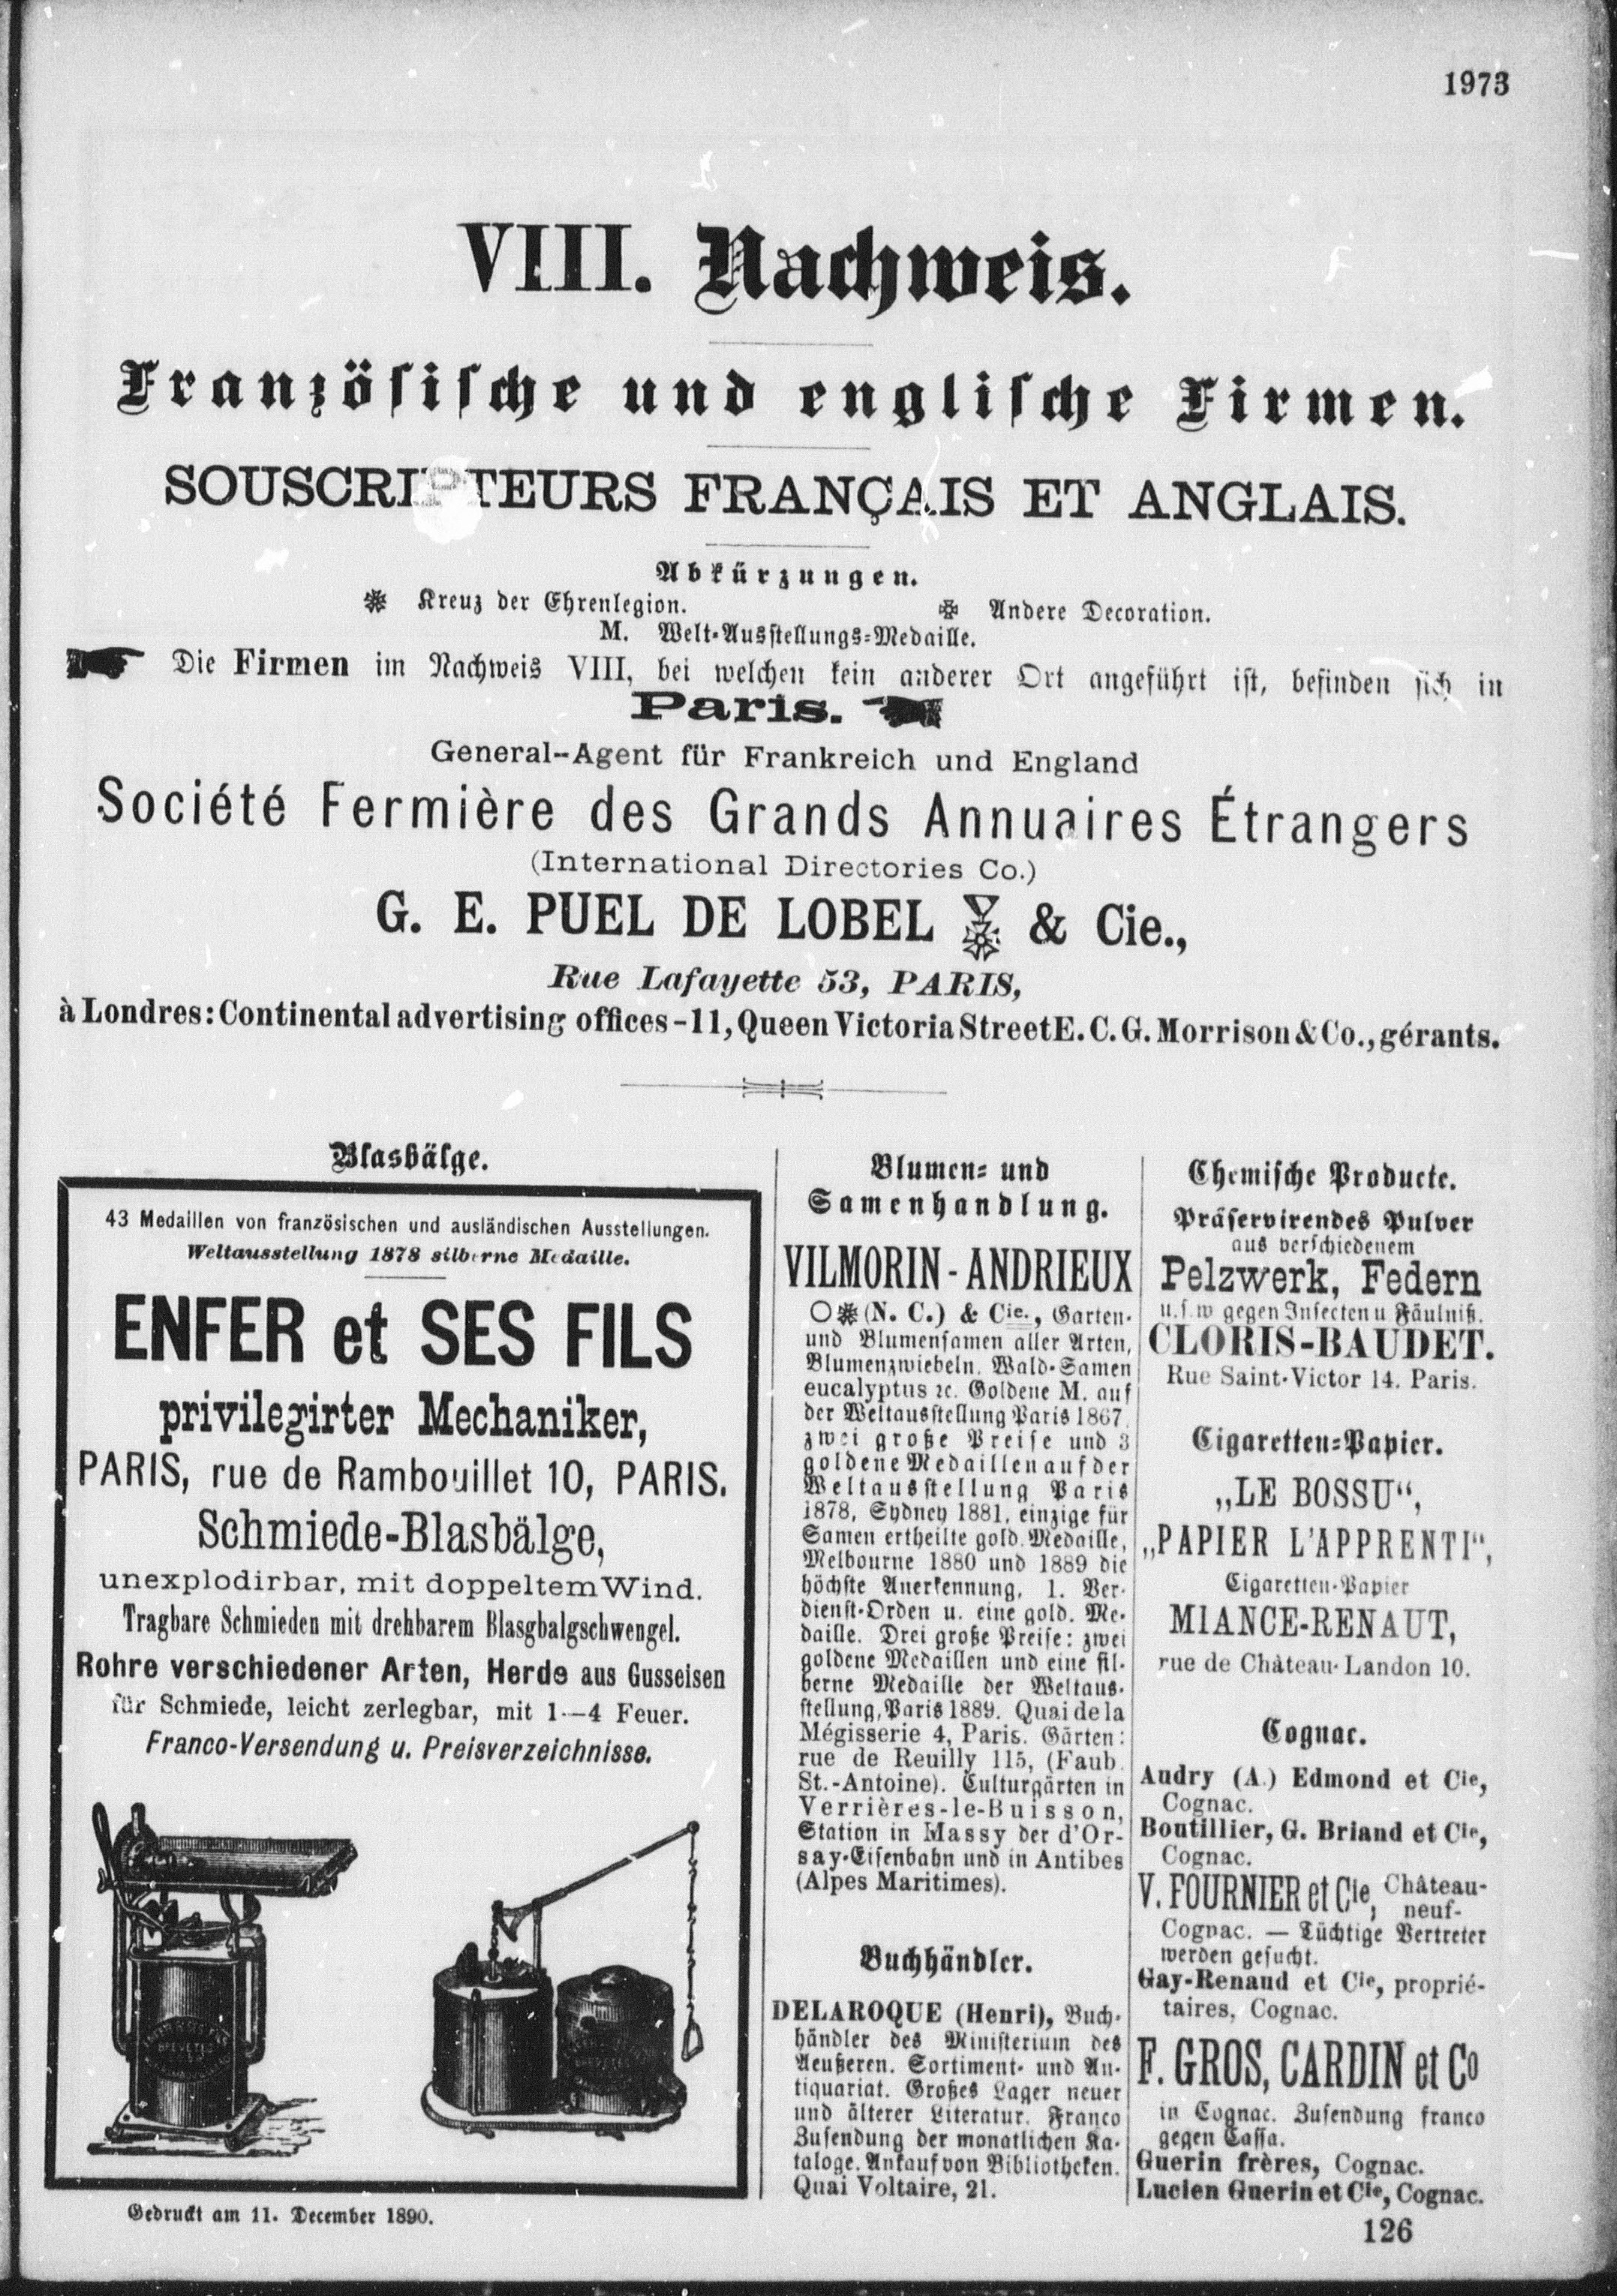 1973
VIII. Nachweis.
Französische und englische Firmen.
SOUSCRIPTEURS FRANÇAIS ET ANGLAIS.
Abkürzungen.
Kreuz der Ehrenlegion. Andere Decoration.
M. Welt-Ausstellungs-Medaille.
Die Firmen im Nachweis VIII, bei welchen kein anderer Ort angeführt ist, befinden sich in
Paris.
General-Agent für Frankreich und England
Société Fermière des Grands Annuaires Étrangers
(International Directories Co.)
G. E. PUEL DE LOBEL & Cie.,
Rue Lafayette 53, PARIS,
à Londres: Continental advertising offices - 11, Queen Victoria Street E. C. G. Morrison & Co., gérants.
Blasbälge.
43 Medaillen von französischen und ausländischen Ausstellungen.
Weltausstellung 1878 silberne Medaille.
ENFER et SES FILS
privilegirter Mechaniker,
PARIS, rue de Rambouillet 10, PARIS.
Schmiede-Blasbälge,
unexplodirbar, mit doppeltem Wind.
Tragbare Schmieden mit drehbarem Blasgbalgschwengel.
Rohre verschiedener Arten, Herde aus Gusseisen
für Schmiede, leicht zerlegbar, mit 1—4 Feuer.
Franco-Versendung u. Preisverzeichnisse.
BREVETES
Gedruckt am 11. December 1890.
Blumen- und
Samenhandlung.
VILMORIN - ANDRIEUX
(N. C.) & Cie., Garten-
und Blumensamen aller Arten,
Blumenzwiebeln, Wald-Samen
eucalyptus ꝛc. Goldene M. auf
der Weltausstellung Paris 1867,
zwei große Preise und 3
goldene Medaillen auf der
Weltausstellung Paris
1878, Sydney 1881, einzige für
Samen ertheilte gold. Medaille,
Melbourne 1880 und 1889 die
höchste Anerkennung, 1. Ver-
dienst-Orden u. eine gold. Me-
daille. Drei große Preise: zwei
goldene Medaillen und eine sil-
berne Medaille der Weltaus-
stellung, Paris 1889. Quai de la
Mégisserie 4, Paris. Gärten:
rue de Reuilly 115, (Faub.
St.-Antoine). Culturgärten in
Verrières-le-Buisson,
Station in Massy der d'Or-
say-Eisenbahn und in Antibes
(Alpes Maritimes).
Buchhändler.
DELAROQUE (Henri), Buch-
händler des Ministerium des
Aeußeren. Sortiment- und An-
tiquariat. Großes Lager neuer
und älterer Literatur. Franco
Zusendung der monatlichen Ka-
taloge. Ankauf von Bibliotheken.
Quai Voltaire, 21.
Chemische Producte.
Präservirendes Pulver
aus verschiedenem
Pelzwerk, Federn
u. s. w gegen Insecten u Fäulniß.
CLORIS-BAUDET.
Rue Saint-Victor 14. Paris.
Cigaretten-Papier.
„LE BOSSU“,
„PAPIER L'APPRENTI“,
Cigaretten-Papier
MIANCE-RENAUT,
rue de Château-Landon 10.
Cognac.
Audry (A.) Edmond et Cie,
Cognac.
Boutillier, G. Briand et Cie,
Cognac.
V. FOURNIER et Cie, Château-
neuf-
Cognac. — Tüchtige Vertreter
werden gesucht.
Gay-Renaud et Cie, proprié-
taires, Cognac.
F. GROS, CARDIN et Co
in Cognac. Zusendung franco
gegen Cassa.
Guerin frères, Cognac.
Lucien Guerin et Cie, Cognac.
126